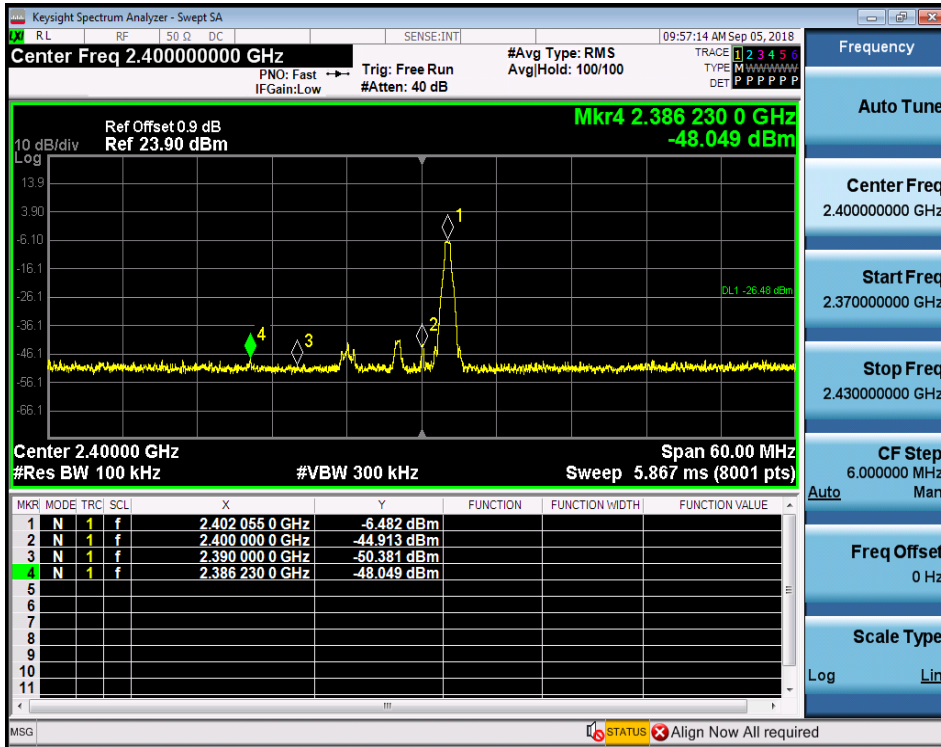 Keysight Spectrum Analyzer - Swept SA
LXI RL RF 50 Ω DC SENSE:INT 09:57:14 AM Sep 05, 2018
Center Freq 2.400000000 GHz
PNO: Fast
IFGain:Low
Trig: Free Run
#Atten: 40 dB
#Avg Type: RMS
Avg|Hold: 100/100
TRACE 1 2 3 4 5 6
TYPE M WWWWW
DET P P P P P P
Mkr4 2.386 230 0 GHz
-48.049 dBm
Ref Offset 0.9 dB
10 dB/div Ref 23.90 dBm
Log
13.9
3.90
-6.10
-16.1
-26.1
-36.1
-46.1
-56.1
-66.1
1
2
3
4
DL1 -26.48 dBm
Center 2.40000 GHz Span 60.00 MHz
#Res BW 100 kHz #VBW 300 kHz Sweep 5.867 ms (8001 pts)
MKR MODE TRC SCL X Y FUNCTION FUNCTION WIDTH FUNCTION VALUE
1 N 1 f 2.402 055 0 GHz -6.482 dBm
2 N 1 f 2.400 000 0 GHz -44.913 dBm
3 N 1 f 2.390 000 0 GHz -50.381 dBm
4 N 1 f 2.386 230 0 GHz -48.049 dBm
5
6
7
8
9
10
11
MSG STATUS Align Now All required
Frequency
Auto Tune
Center Freq
2.400000000 GHz
Start Freq
2.370000000 GHz
Stop Freq
2.430000000 GHz
CF Step
6.000000 MHz
Auto Man
Freq Offset
0 Hz
Scale Type
Log Lin